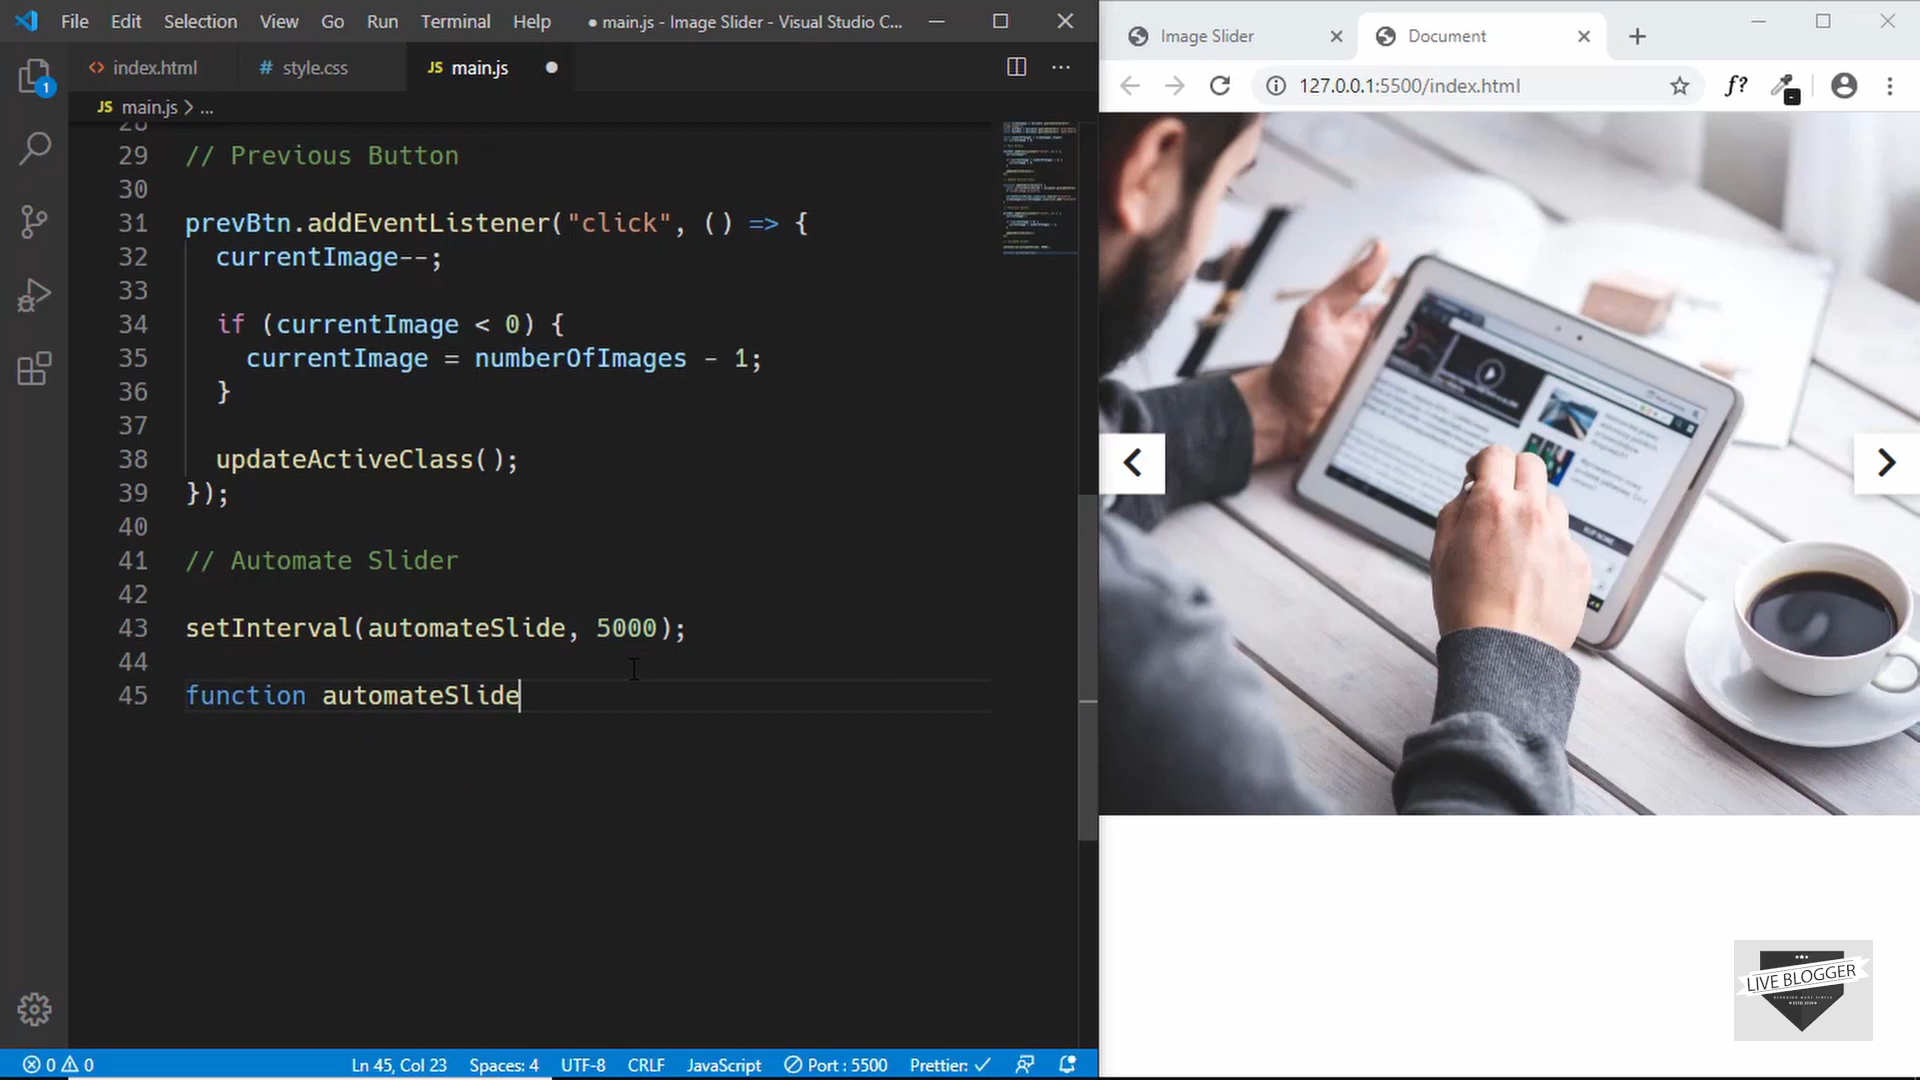 File Edit Selection View Go Run Terminal Help ● main.js - Image Slider - Visual Studio C...
index.html style.css JS main.js
JS main.js > ...
28
29 // Previous Button
30
31 prevBtn.addEventListener("click", () => {
32 currentImage--;
33
34 if (currentImage < 0) {
35 currentImage = numberOfImages - 1;
36 }
37
38 updateActiveClass();
39 });
40
41 // Automate Slider
42
43 setInterval(automateSlide, 5000);
44
45 function automateSlide
1
0 0 Ln 45, Col 23 Spaces: 4 UTF-8 CRLF JavaScript Port : 5500 Prettier: ✓
Image Slider Document
127.0.0.1:5500/index.html f?
LIVE BLOGGER